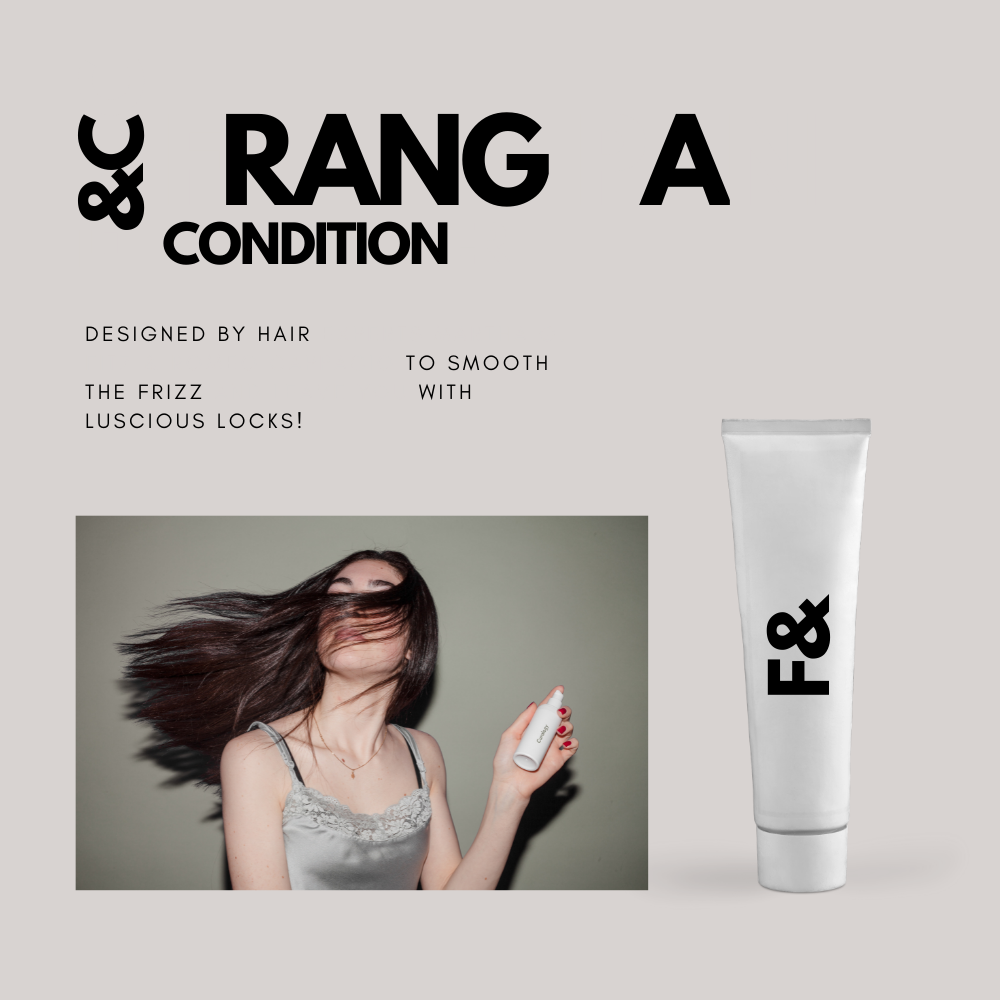 &C RANG A
CONDITION
DESIGNED BY HAIR
TO SMOOTH
THE FRIZZ WITH
LUSCIOUS LOCKS!
F&